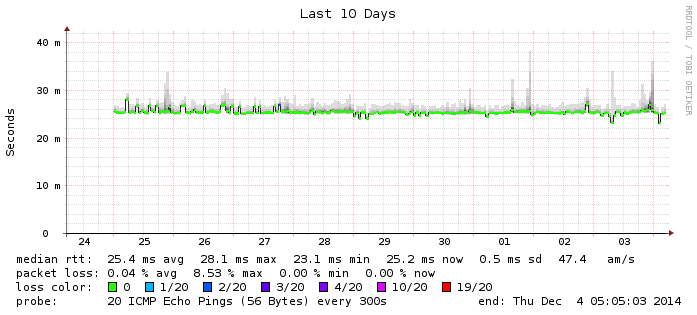 Last 10 Days
RRDTOOL / TOBI OETIKER
Seconds
40 m
30 m
20 m
10 m
0
24 25 26 27 28 29 30 01 02 03
median rtt: 25.4 ms avg 28.1 ms max 23.1 ms min 25.2 ms now 0.5 ms sd 47.4 am/s
packet loss: 0.04 % avg 8.53 % max 0.00 % min 0.00 % now
loss color: 0 1/20 2/20 3/20 4/20 10/20 19/20
probe: 20 ICMP Echo Pings (56 Bytes) every 300s end: Thu Dec 4 05:05:03 2014